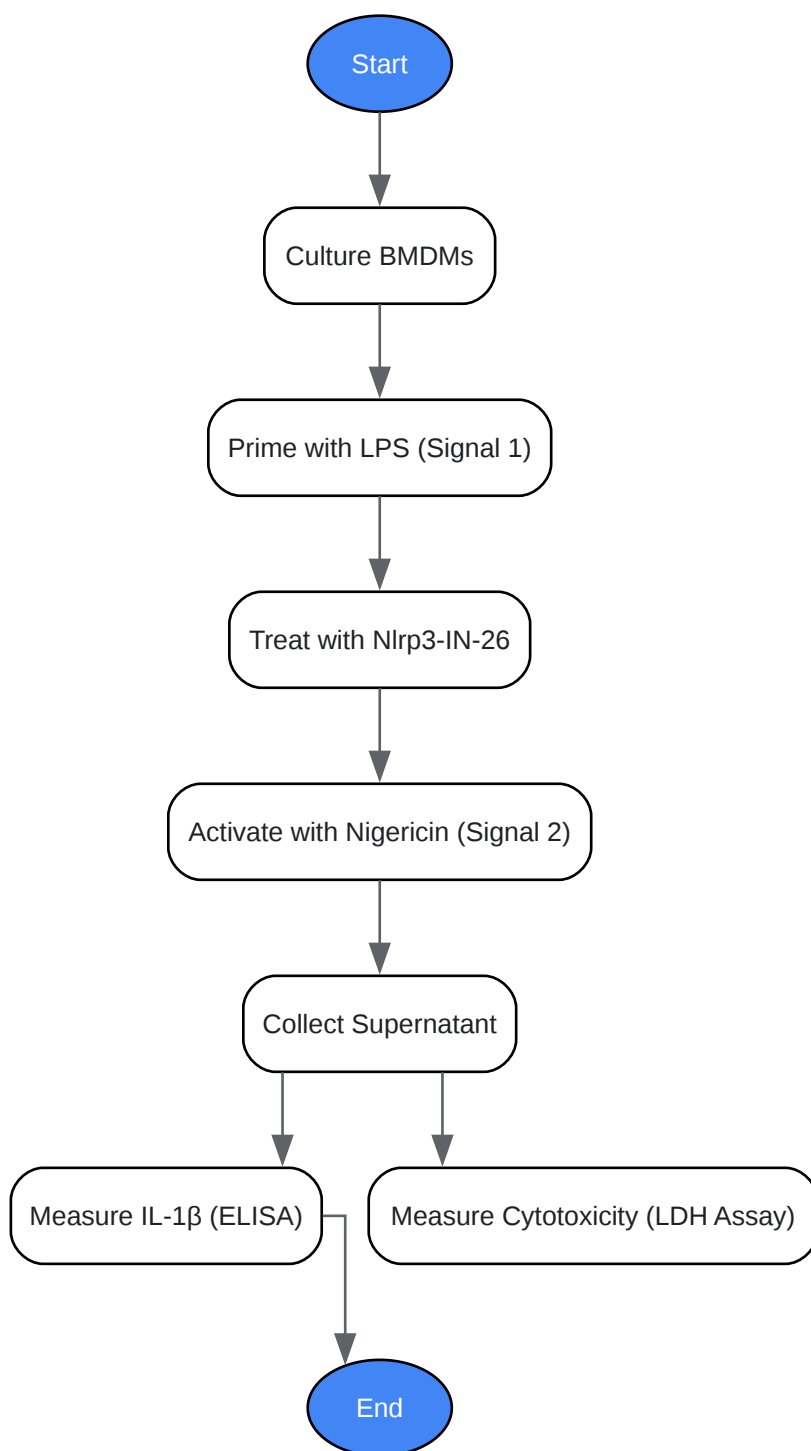 Start
Culture BMDMs
Prime with LPS (Signal 1)
Treat with Nlrp3-IN-26
Activate with Nigericin (Signal 2)
Collect Supernatant
Measure IL-1β (ELISA)
Measure Cytotoxicity (LDH Assay)
End